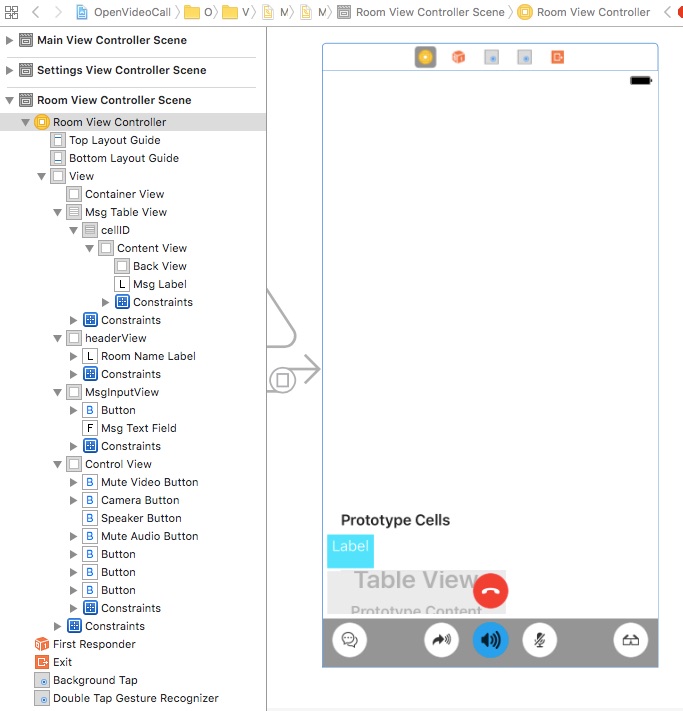 OpenVideoCall O V M M Room View Controller Scene Room View Controller
Main View Controller Scene
Settings View Controller Scene
Room View Controller Scene
Room View Controller
Top Layout Guide
Bottom Layout Guide
View
Container View
Msg Table View
cellID
Content View
Back View
L Msg Label
Constraints
Constraints
headerView
L Room Name Label
Constraints
MsgInputView
B Button
F Msg Text Field
Constraints
Control View
B Mute Video Button
B Camera Button
B Speaker Button
B Mute Audio Button
B Button
B Button
B Button
Constraints
Constraints
First Responder
Exit
Background Tap
Double Tap Gesture Recognizer
Prototype Cells
Label
Table View
Prototype Content